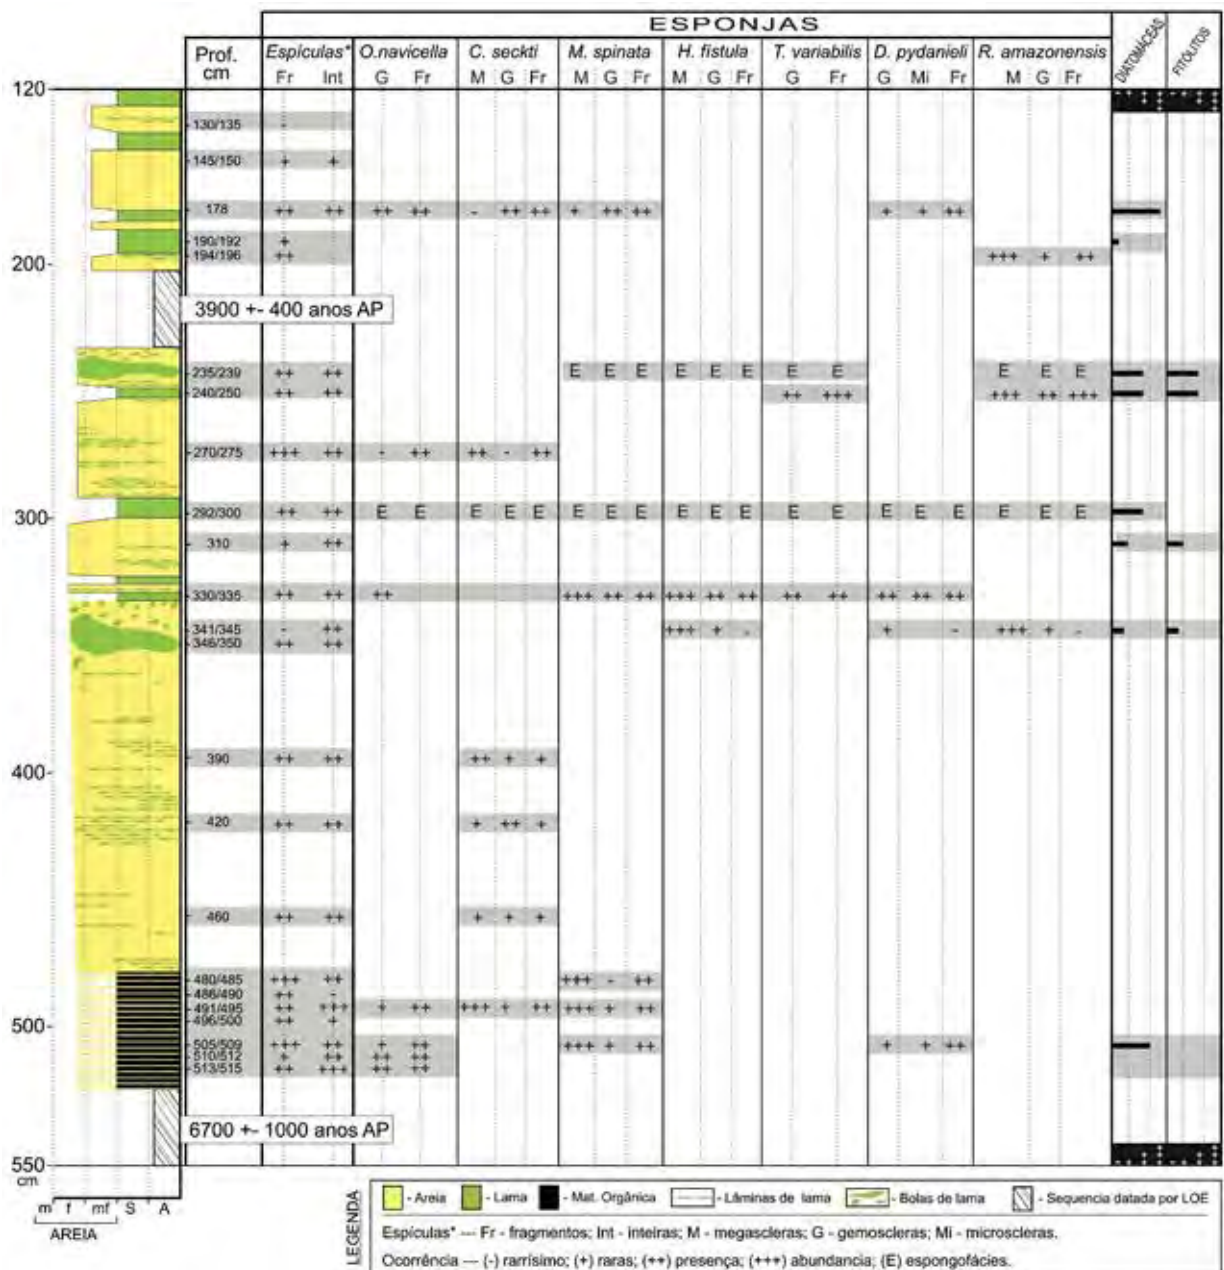 ESPONJAS
Prof. cm Espículas* O.navicella C. seckti M. spinata H. fistula T. variabilis D. pydanieli R. amazonensis DIATOMÁCEAS FITÓLITOS
Fr Int G Fr M G Fr M G Fr M G Fr G Fr G Mi Fr M G Fr
120
130/135 -
145/150 + +
178 ++ ++ ++ ++ - ++ ++ + ++ ++ + + ++
190/192 +
194/196 ++ +++ + ++
200
3900 +- 400 anos AP
235/239 ++ ++ E E E E E E E E E E E
240/250 ++ ++ ++ +++ +++ ++ +++
270/275 +++ ++ - ++ ++ - ++
292/300 ++ ++ E E E E E E E E E E E E E E E E E E E
300
310 + ++
330/335 ++ ++ ++ +++ ++ ++ +++ ++ ++ ++ ++ ++ ++ ++
341/345 - ++ +++ + - + - +++ + -
346/350 ++ ++
390 ++ ++ ++ + +
400
420 ++ ++ + ++ +
460 ++ ++ + + +
480/485 +++ ++ +++ - ++
486/490 ++ -
491/495 ++ +++ + ++ +++ + ++ +++ + ++
496/500 ++ +
500
505/509 +++ ++ + ++ +++ + ++ + + ++
510/512 + ++ ++ ++
513/515 ++ +++ ++ ++
6700 +- 1000 anos AP
550
cm
m f mf S A
AREIA
LEGENDA
- Areia - Lama - Mat. Orgânica - Lâminas de lama - Bolas de lama - Sequencia datada por LOE
Espículas* --- Fr - fragmentos; Int - inteiras; M - megascleras; G - gemoscleras; Mi - microscleras.
Ocorrência --- (-) rarríssimo; (+) raras; (++) presença; (+++) abundancia; (E) espongofácies.